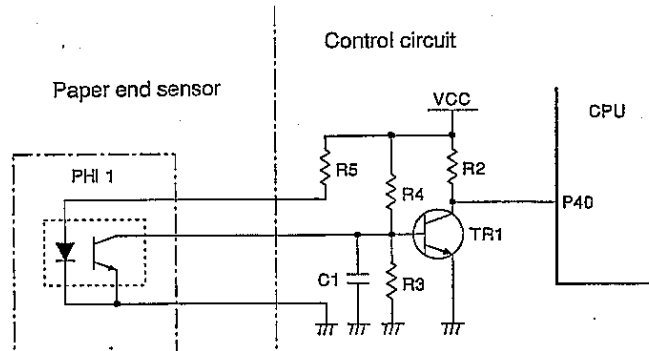 Control circuit
Paper end sensor
VCC
CPU
PHI 1
R5
R4
R2
P40
TR1
C1
R3